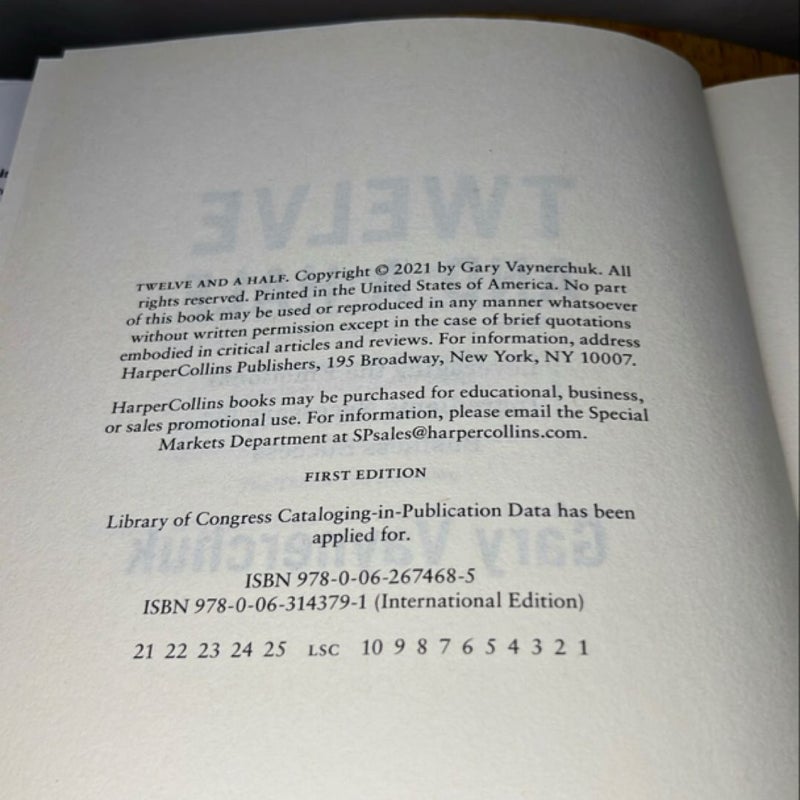 TWELVE
TWELVE AND A HALF. Copyright © 2021 by Gary Vaynerchuk. All
rights reserved. Printed in the United States of America. No part
of this book may be used or reproduced in any manner whatsoever
without written permission except in the case of brief quotations
embodied in critical articles and reviews. For information, address
HarperCollins Publishers, 195 Broadway, New York, NY 10007.
HarperCollins books may be purchased for educational, business,
or sales promotional use. For information, please email the Special
Markets Department at SPsales@harpercollins.com.
FIRST EDITION
Library of Congress Cataloging-in-Publication Data has been
applied for.
Gary Vaynerchuk
ISBN 978-0-06-267468-5
ISBN 978-0-06-314379-1 (International Edition)
21 22 23 24 25 LSC 10 9 8 7 6 5 4 3 2 1